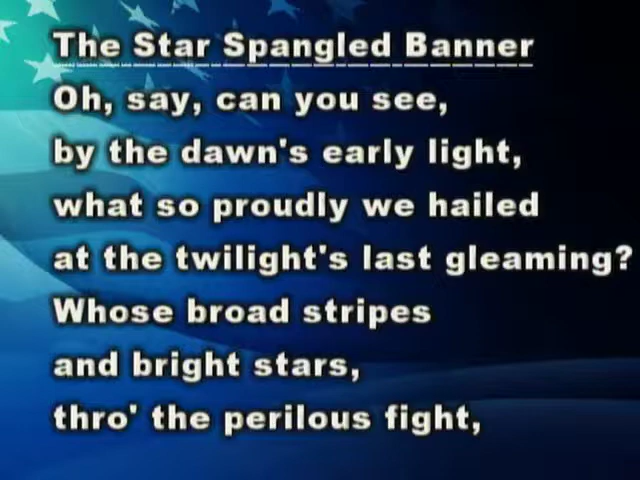 The Star Spangled Banner
Oh, say, can you see,
by the dawn's early light,
what so proudly we hailed
at the twilight's last gleaming?
Whose broad stripes
and bright stars,
thro' the perilous fight,